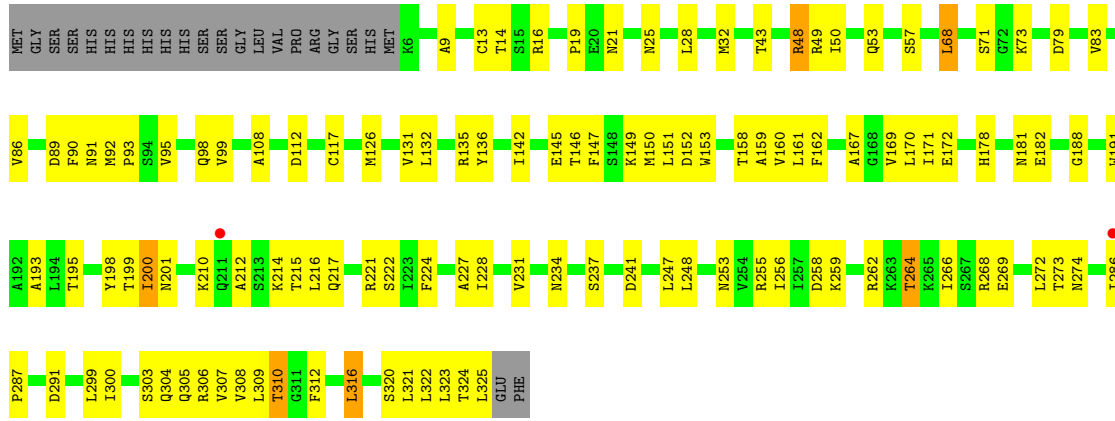 MET GLY SER SER HIS HIS HIS HIS HIS HIS SER SER GLY LEU VAL PRO ARG GLY SER HIS MET K6 A9 C13 T14 S15 R16 P19 E20 N21 N25 L28 M32 T43 R48 R49 I50 Q53 S57 L68 S71 G72 K73 D79 V83
V86 D89 F90 N91 M92 P93 S94 V95 Q98 V99 A108 D112 C117 M126 V131 L132 R135 Y136 I142 E145 T146 F147 S148 K149 M150 L151 D152 W153 T158 A159 V160 L161 F162 A167 G168 V169 L170 I171 E172 H178 N181 E182 G188 W191
A192 A193 L194 T195 Y198 T199 I200 N201 K210 Q211 A212 S213 K214 T215 L216 Q217 R221 S222 I223 F224 A227 I228 V231 N234 S237 D241 L247 L248 N253 V254 R255 I256 I257 D258 K259 R262 K263 T264 K265 I266 S267 R268 E269 L272 T273 N274
P287 D291 L299 I300 S303 Q304 Q305 R306 V307 V308 L309 T310 G311 F312 L316 S320 L321 L322 L323 T324 L325 GLU PHE